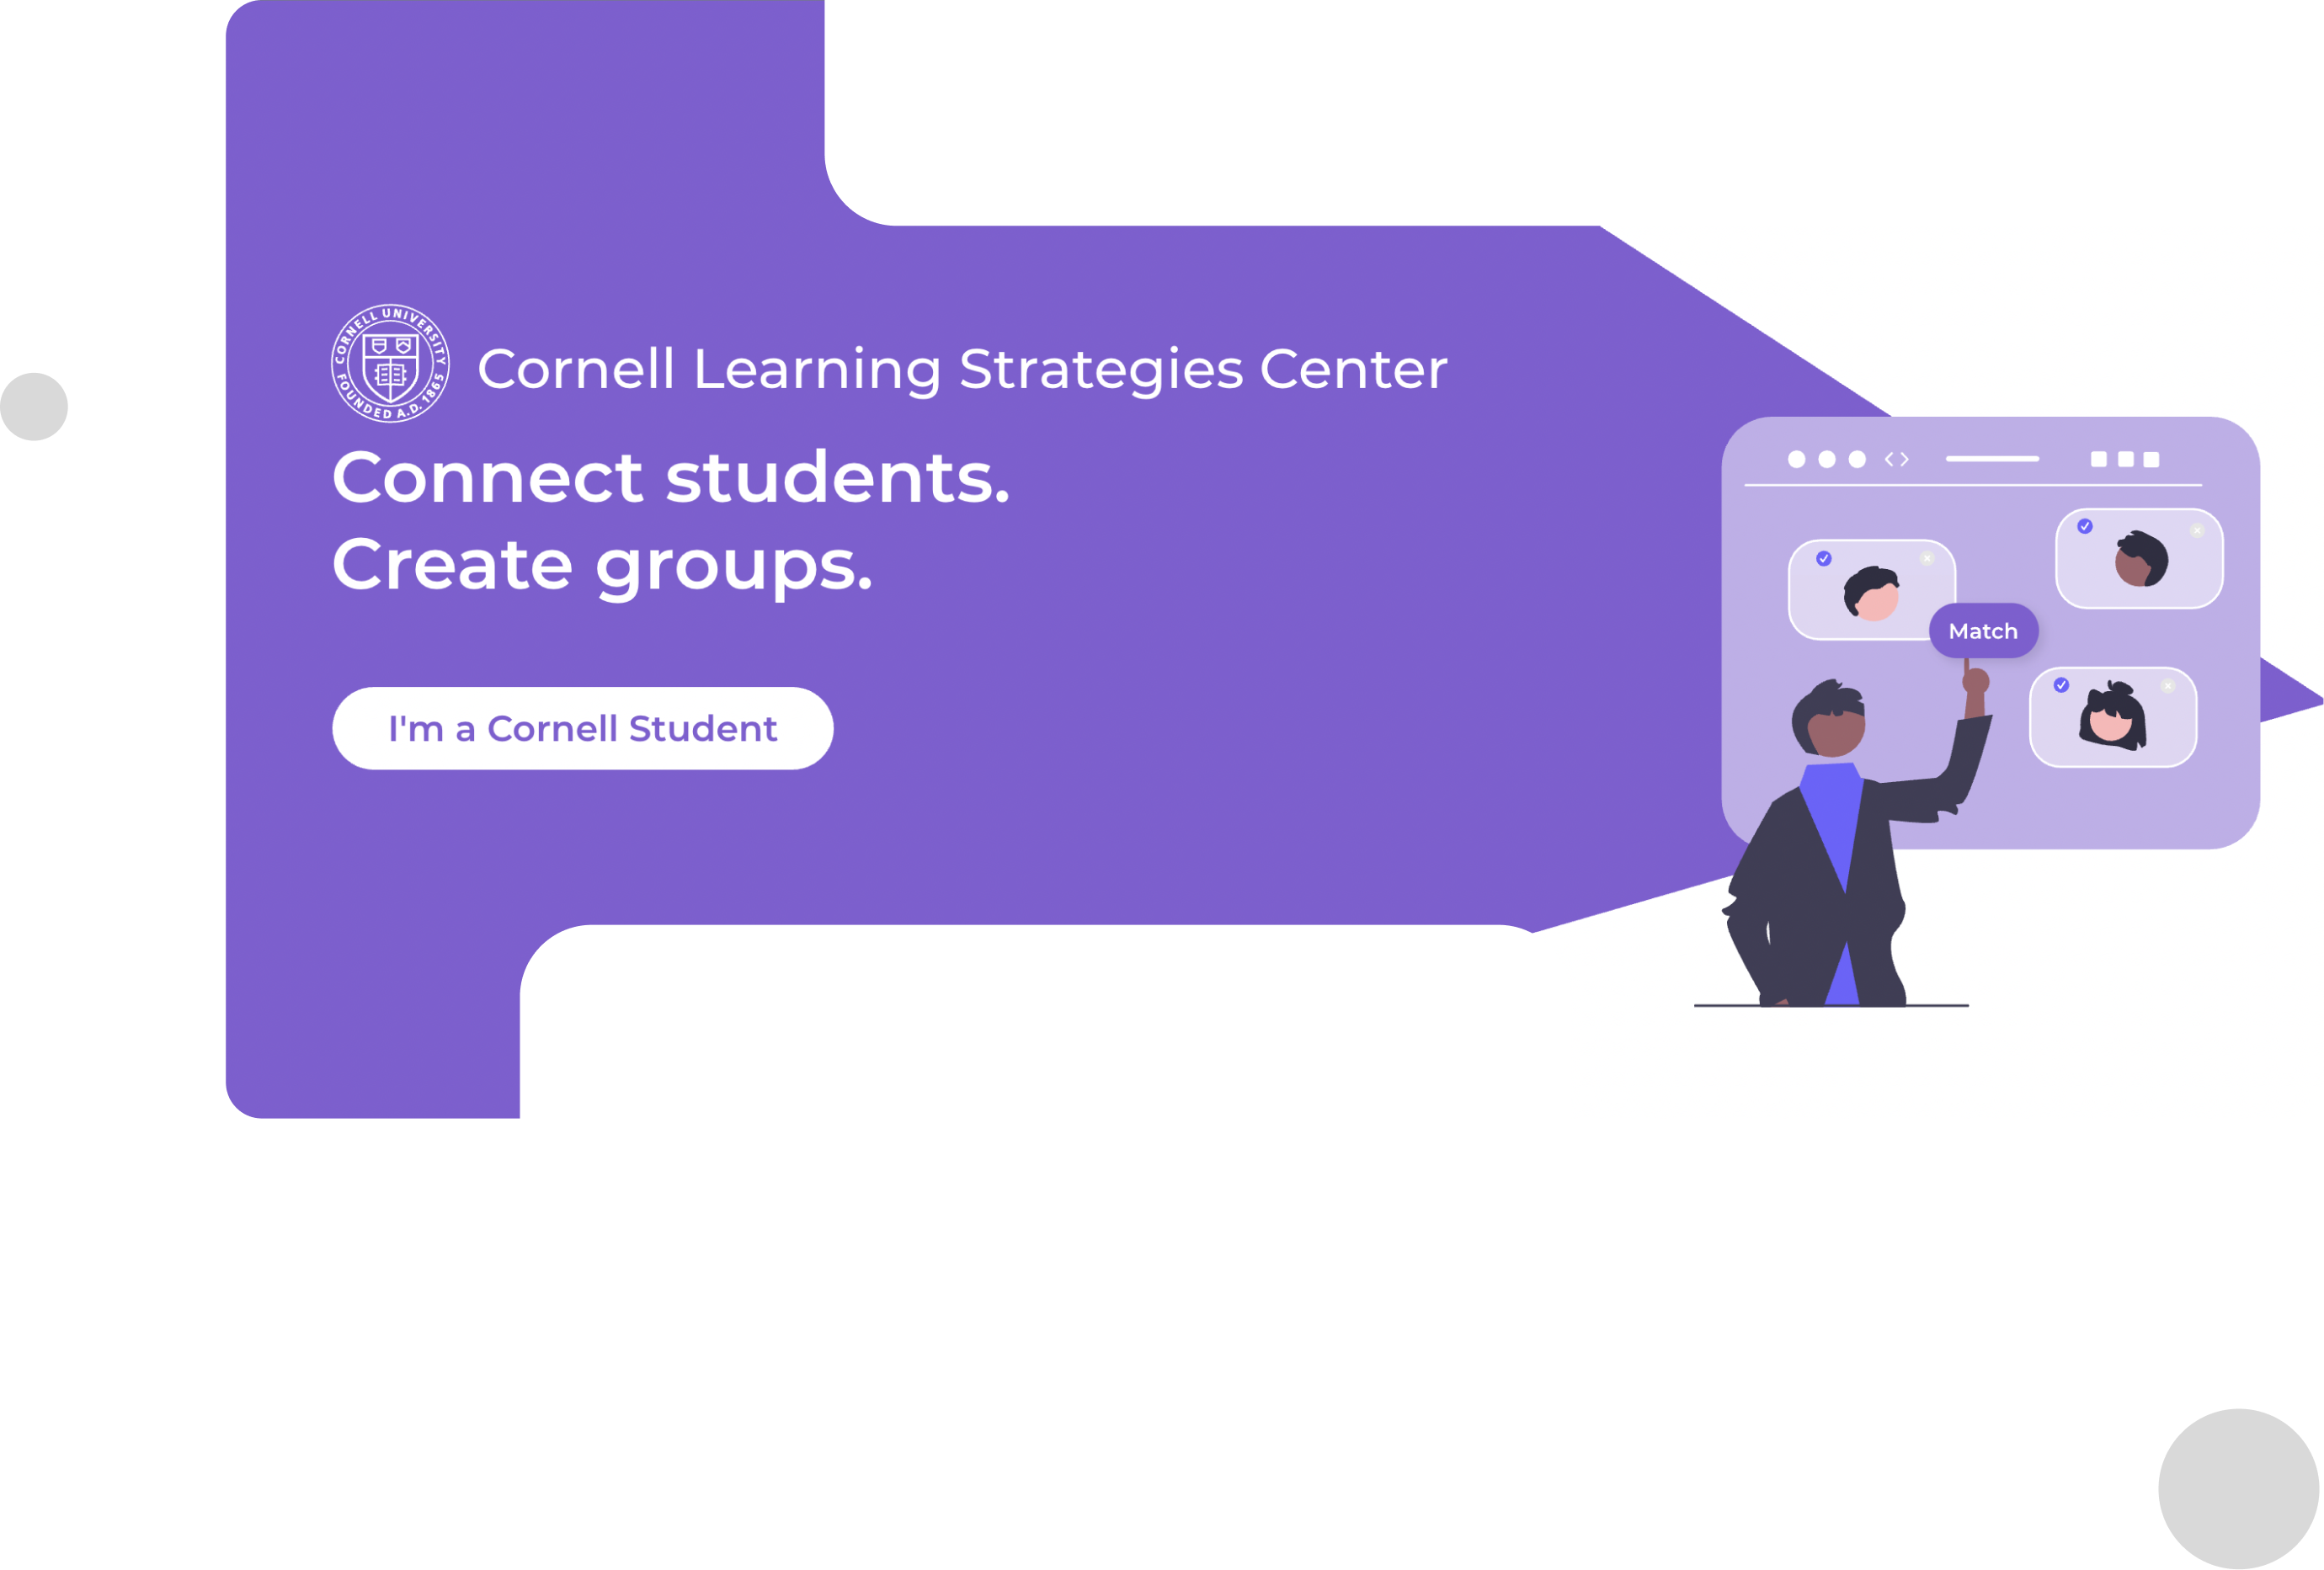 CORNELL UNIVERSITY
FOUNDED A.D. 1865
Cornell Learning Strategies Center
Connect students.
Create groups.
Match
I'm a Cornell Student